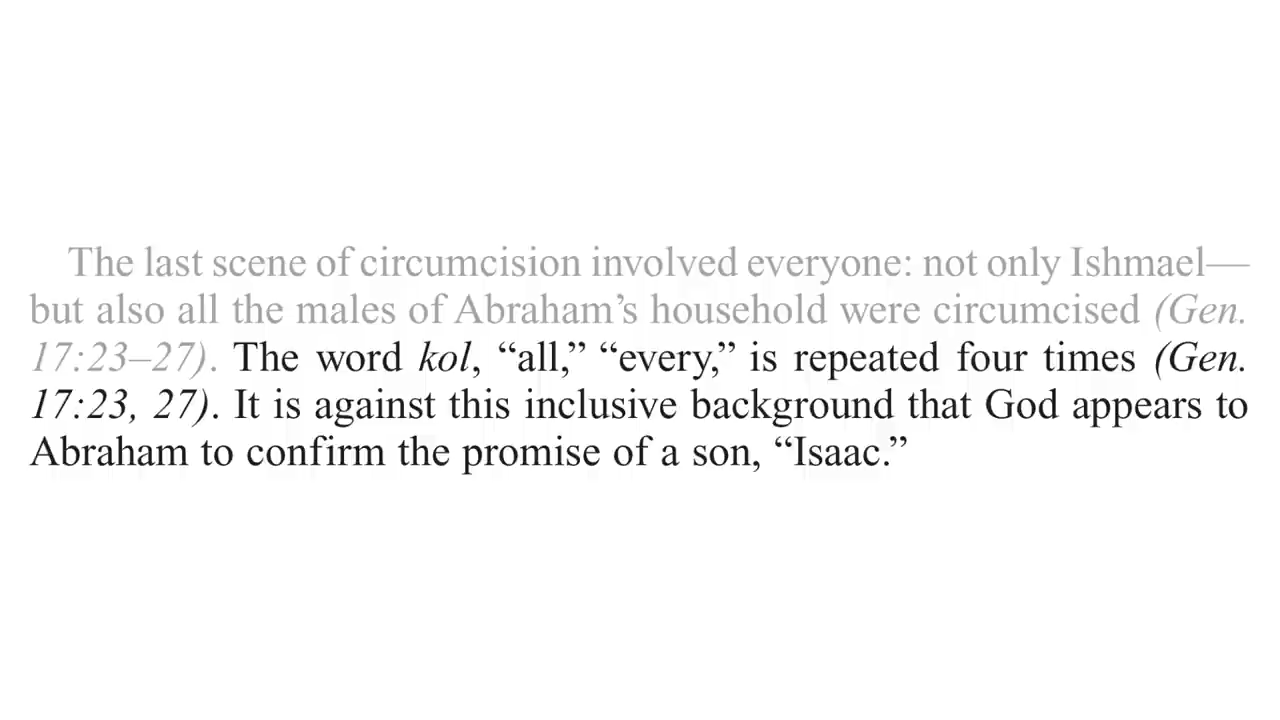 The last scene of circumcision involved everyone: not only Ishmael—
but also all the males of Abraham’s household were circumcised (Gen.
17:23–27). The word kol, “all,” “every,” is repeated four times (Gen.
17:23, 27). It is against this inclusive background that God appears to
Abraham to confirm the promise of a son, “Isaac.”